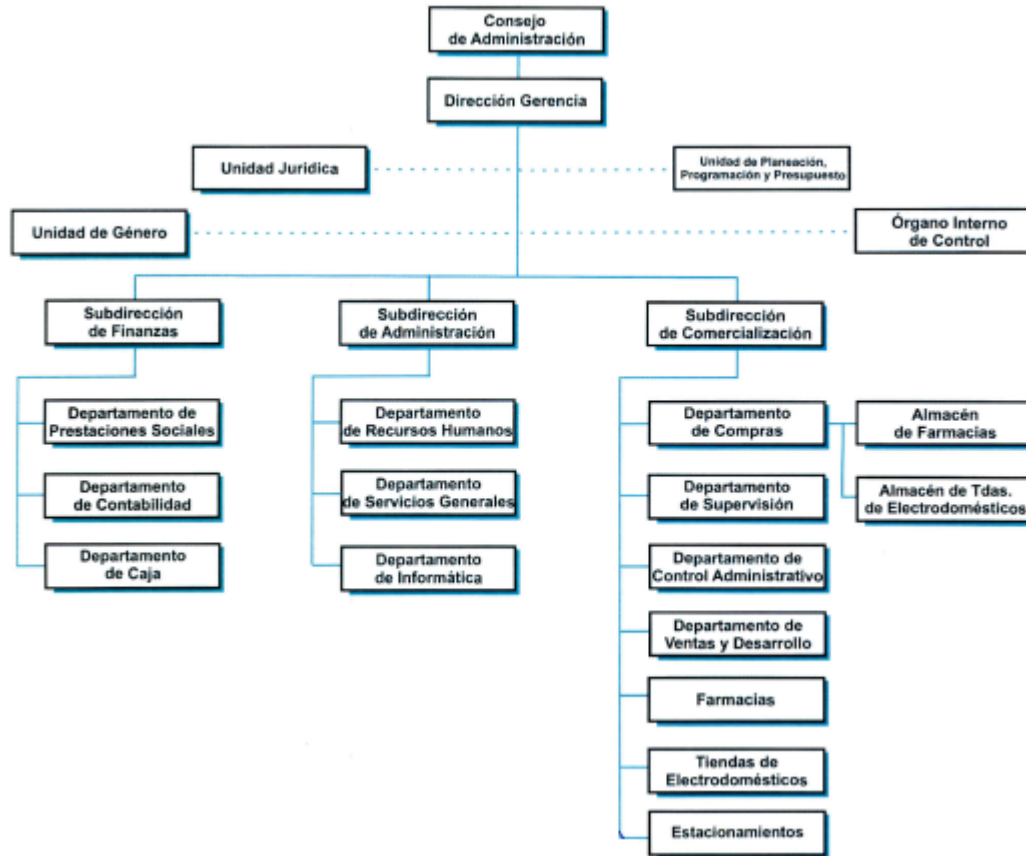 Consejo
de Administración
Dirección Gerencia
Unidad Jurídica
Unidad de Planeación,
Programación y Presupuesto
Unidad de Género
Órgano Interno
de Control
Subdirección
de Finanzas
Subdirección
de Administración
Subdirección
de Comercialización
Departamento de
Prestaciones Sociales
Departamento
de Contabilidad
Departamento
de Caja
Departamento
de Recursos Humanos
Departamento
de Servicios Generales
Departamento
de Informática
Departamento
de Compras
Almacén
de Farmacias
Almacén de Tdas.
de Electrodomésticos
Departamento
de Supervisión
Departamento de
Control Administrativo
Departamento de
Ventas y Desarrollo
Farmacias
Tiendas de
Electrodomésticos
Estacionamientos